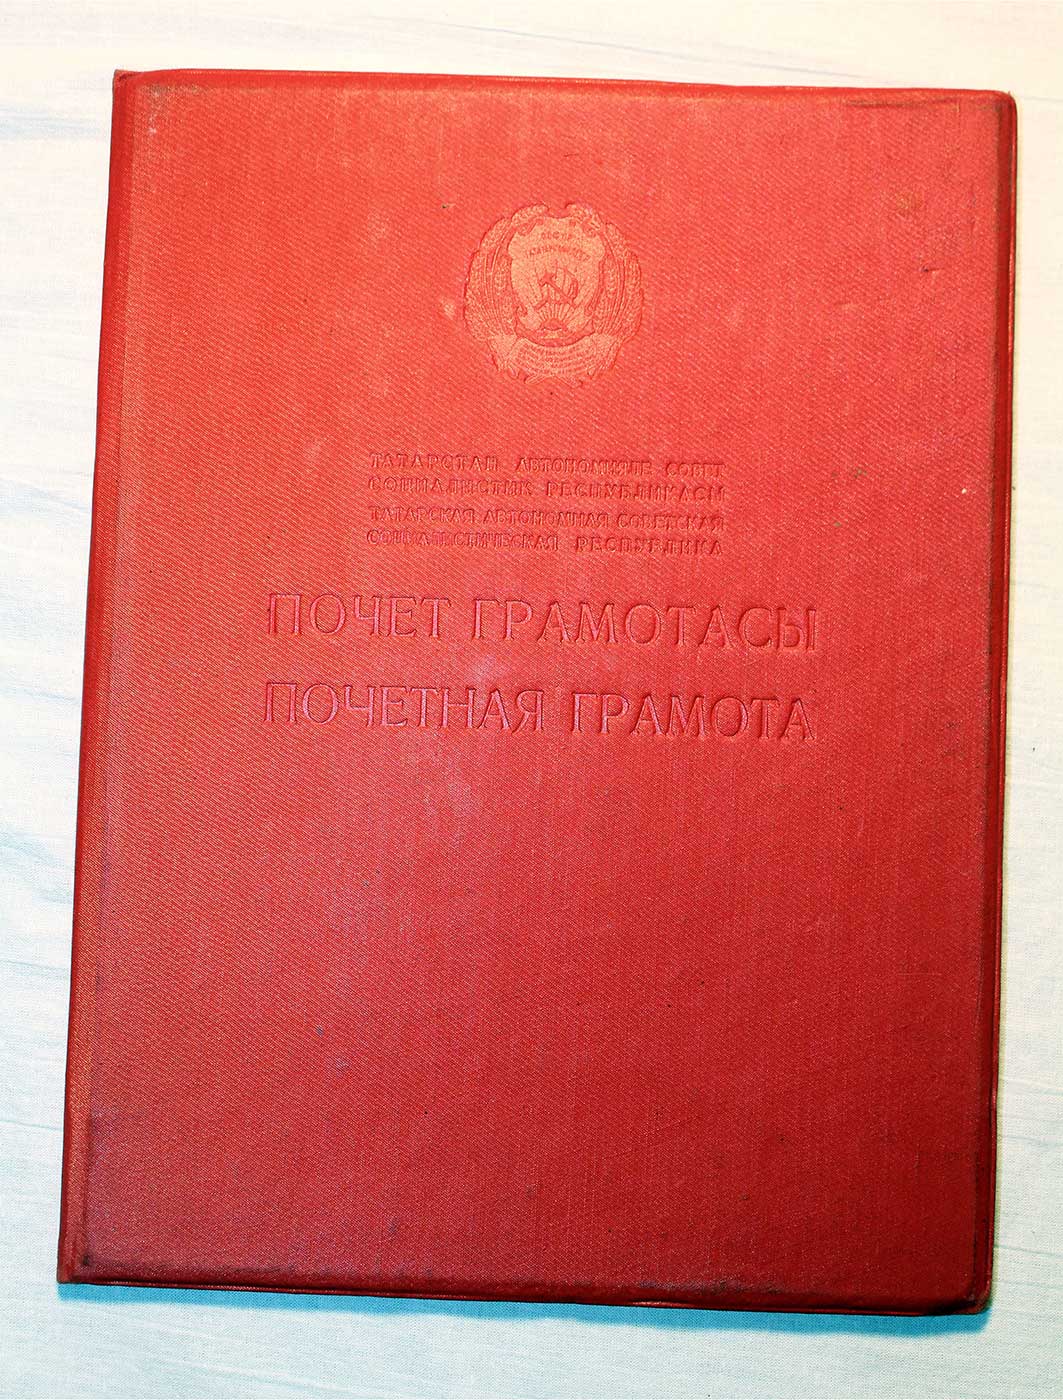 ТАТАРСТАН АВТОНОМИЯЛЕ СОВЕТ
СОЦИАЛИСТИК РЕСПУБЛИКАСЫ
ТАТАРСКАЯ АВТОНОМНАЯ СОВЕТСКАЯ
СОЦИАЛИСТИЧЕСКАЯ РЕСПУБЛИКА
ПОЧЕТ ГРАМОТАСЫ
ПОЧЕТНАЯ ГРАМОТА